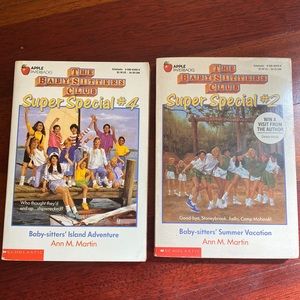 APPLE
PAPERBACKS
THE
BABY-SITTERS
CLUB
Super Special #4
Who thought they'd
end up...shipwrecked?
Baby-sitters' Island Adventure
Ann M. Martin
SCHOLASTIC
APPLE
PAPERBACKS
THE
BABY-SITTERS
CLUB
Super Special #2
WIN A
VISIT FROM
THE AUTHOR
Good-bye, Stoneybrook...hello, Camp Mohawk!
Baby-sitters' Summer Vacation
Ann M. Martin
SCHOLASTIC